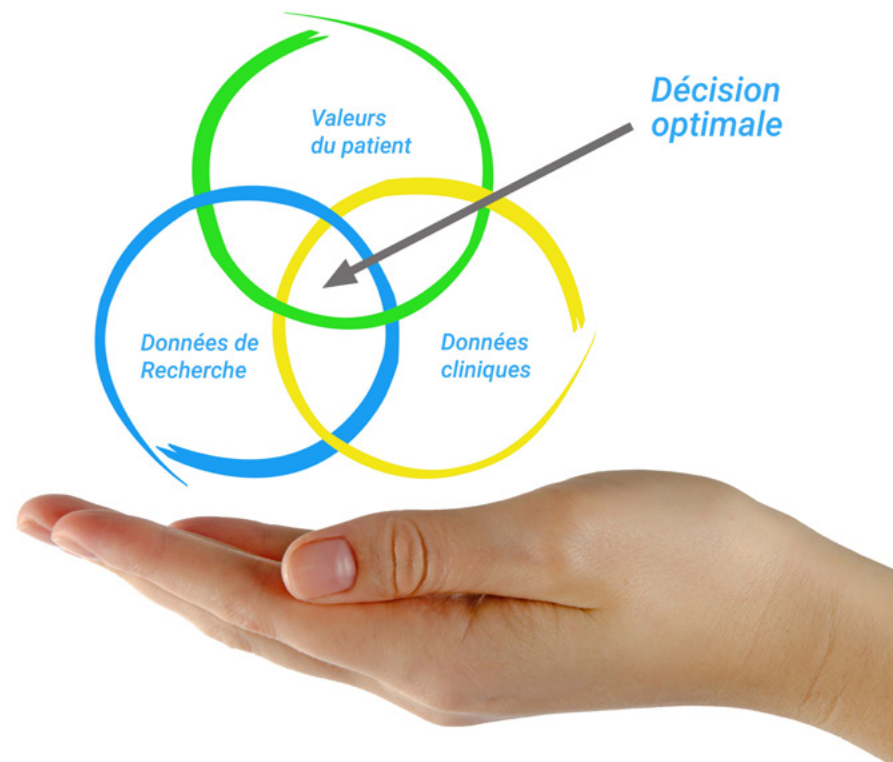 Décision
optimale
Valeurs
du patient
Données de
Recherche
Données
cliniques